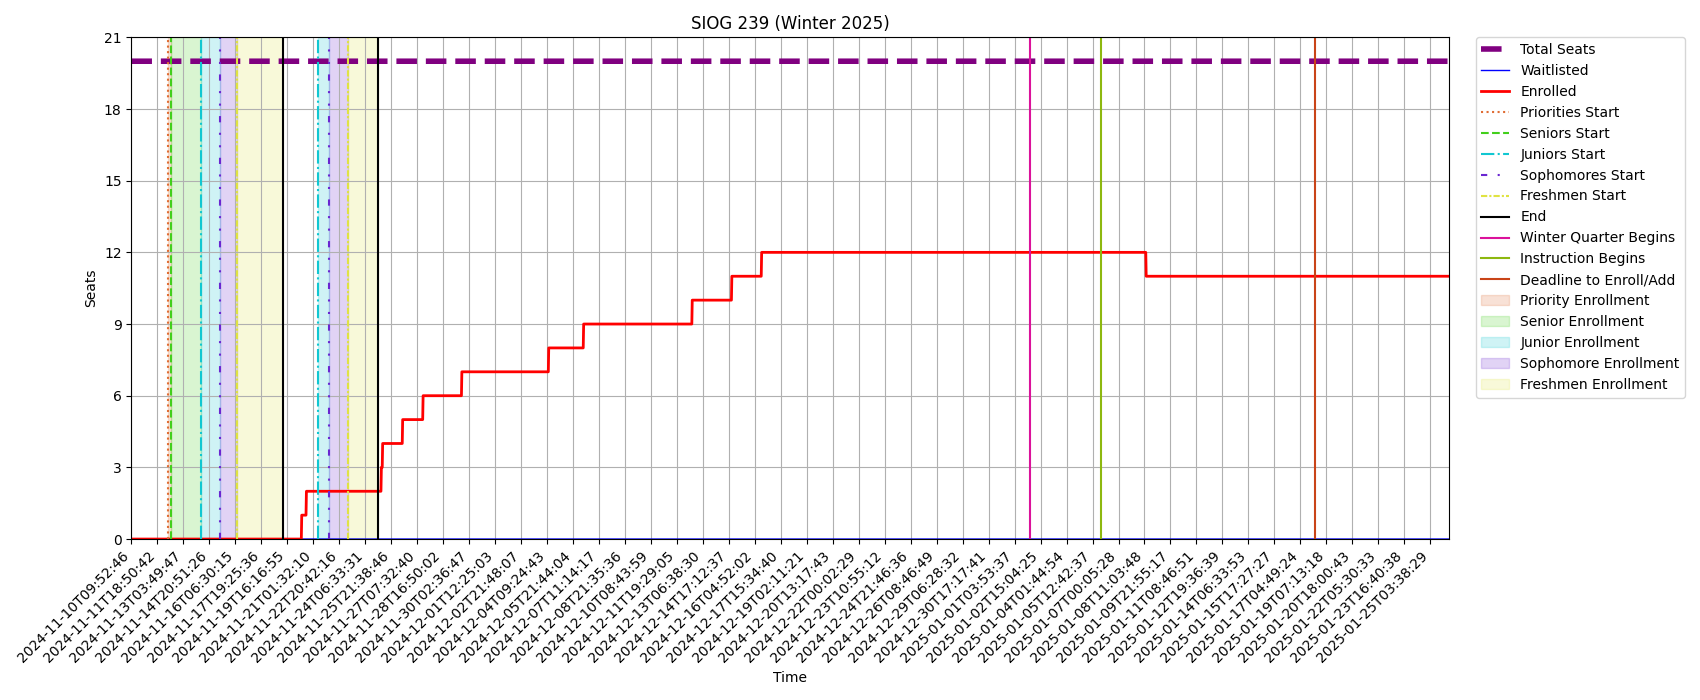 SIOG 239 (Winter 2025)
21
18
15
12
9
6
3
0
Seats
2024-11-10T09:52:46
2024-11-11T18:50:42
2024-11-13T03:49:47
2024-11-14T20:51:26
2024-11-16T06:30:15
2024-11-17T19:25:36
2024-11-19T16:16:55
2024-11-21T01:32:10
2024-11-22T20:42:16
2024-11-24T06:33:31
2024-11-25T21:38:46
2024-11-27T07:32:40
2024-11-28T16:50:02
2024-11-30T02:36:47
2024-12-01T12:25:03
2024-12-02T21:48:07
2024-12-04T09:24:43
2024-12-05T21:44:04
2024-12-07T11:14:17
2024-12-08T21:35:36
2024-12-10T08:43:59
2024-12-11T19:29:05
2024-12-13T06:38:30
2024-12-14T17:12:37
2024-12-16T04:52:02
2024-12-17T15:34:40
2024-12-19T02:11:21
2024-12-20T13:17:43
2024-12-22T00:02:29
2024-12-23T10:55:12
2024-12-24T21:46:36
2024-12-26T08:46:49
2024-12-29T06:28:32
2024-12-30T17:17:41
2025-01-01T03:53:37
2025-01-02T15:04:25
2025-01-04T01:44:54
2025-01-05T12:42:37
2025-01-07T00:05:28
2025-01-08T11:03:48
2025-01-09T21:55:17
2025-01-11T08:46:51
2025-01-12T19:36:39
2025-01-14T06:33:53
2025-01-15T17:27:27
2025-01-17T04:49:24
2025-01-19T07:13:18
2025-01-20T18:00:43
2025-01-22T05:30:33
2025-01-23T16:40:38
2025-01-25T03:38:29
Time
Total Seats
Waitlisted
Enrolled
Priorities Start
Seniors Start
Juniors Start
Sophomores Start
Freshmen Start
End
Winter Quarter Begins
Instruction Begins
Deadline to Enroll/Add
Priority Enrollment
Senior Enrollment
Junior Enrollment
Sophomore Enrollment
Freshmen Enrollment